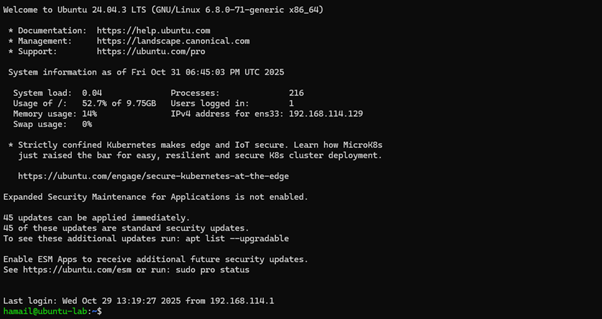 Welcome to Ubuntu 24.04.3 LTS (GNU/Linux 6.8.0-71-generic x86_64)
* Documentation:  https://help.ubuntu.com
* Management:     https://landscape.canonical.com
* Support:        https://ubuntu.com/pro
System information as of Fri Oct 31 06:45:03 PM UTC 2025
System load:  0.04              Processes:              216
Usage of /:   52.7% of 9.75GB   Users logged in:        1
Memory usage: 14%               IPv4 address for ens33: 192.168.114.129
Swap usage:   0%
* Strictly confined Kubernetes makes edge and IoT secure. Learn how MicroK8s
just raised the bar for easy, resilient and secure K8s cluster deployment.
https://ubuntu.com/engage/secure-kubernetes-at-the-edge
Expanded Security Maintenance for Applications is not enabled.
45 updates can be applied immediately.
45 of these updates are standard security updates.
To see these additional updates run: apt list --upgradable
Enable ESM Apps to receive additional future security updates.
See https://ubuntu.com/esm or run: sudo pro status
Last login: Wed Oct 29 13:19:27 2025 from 192.168.114.1
hamail@ubuntu-lab:~$